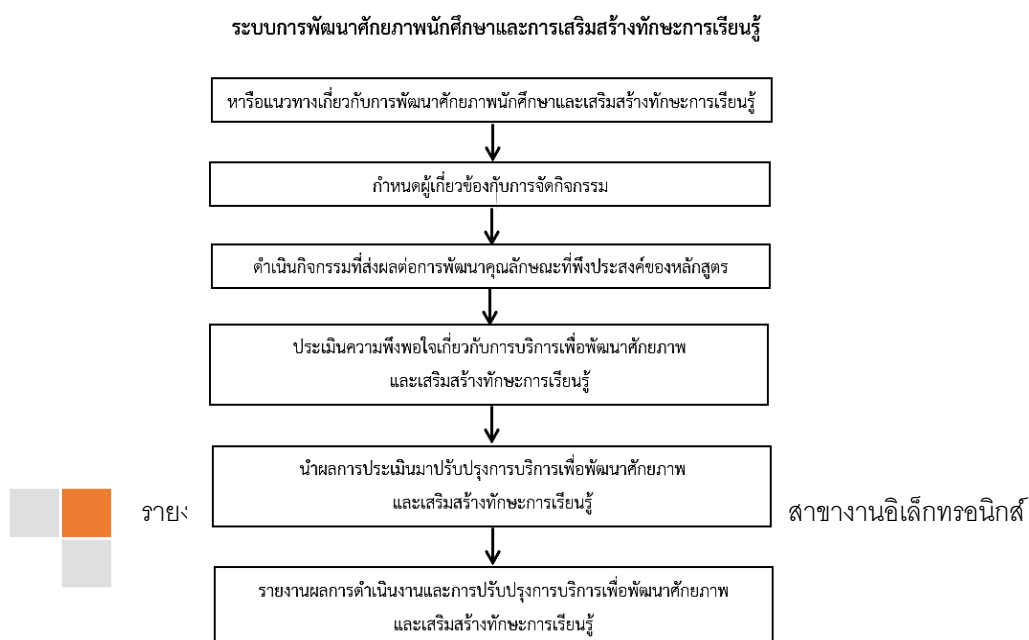 ระบบการพัฒนาศักยภาพนักศึกษาและการเสริมสร้างทักษะการเรียนรู้
หารือแนวทางเกี่ยวกับการพัฒนาศักยภาพนักศึกษาและเสริมสร้างทักษะการเรียนรู้
กำหนดผู้เกี่ยวข้องกับการจัดกิจกรรม
ดำเนินกิจกรรมที่ส่งผลต่อการพัฒนาคุณลักษณะที่พึงประสงค์ของหลักสูตร
ประเมินความพึงพอใจเกี่ยวกับการบริการเพื่อพัฒนาศักยภาพ
และเสริมสร้างทักษะการเรียนรู้
นำผลการประเมินมาปรับปรุงการบริการเพื่อพัฒนาศักยภาพ
และเสริมสร้างทักษะการเรียนรู้
สาขางานอิเล็กทรอนิกส์
รายงานผลการดำเนินงานและการปรับปรุงการบริการเพื่อพัฒนาศักยภาพ
และเสริมสร้างทักษะการเรียนรู้